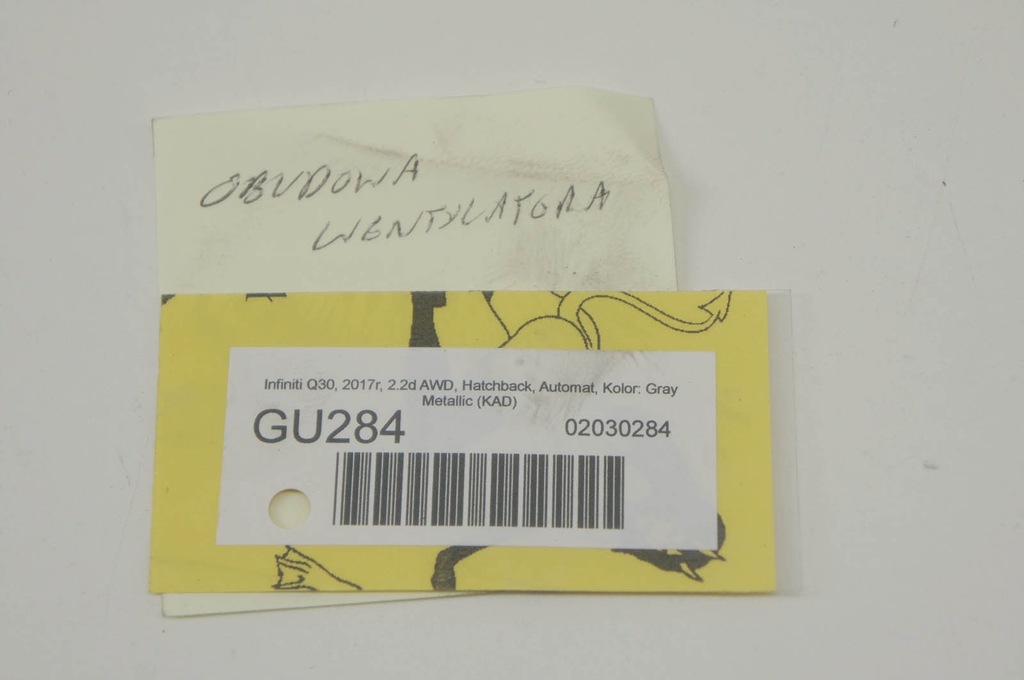 OBUDOWA
WENTYLATORA
Infiniti Q30, 2017r, 2.2d AWD, Hatchback, Automat, Kolor: Gray
Metallic (KAD)
GU284 02030284